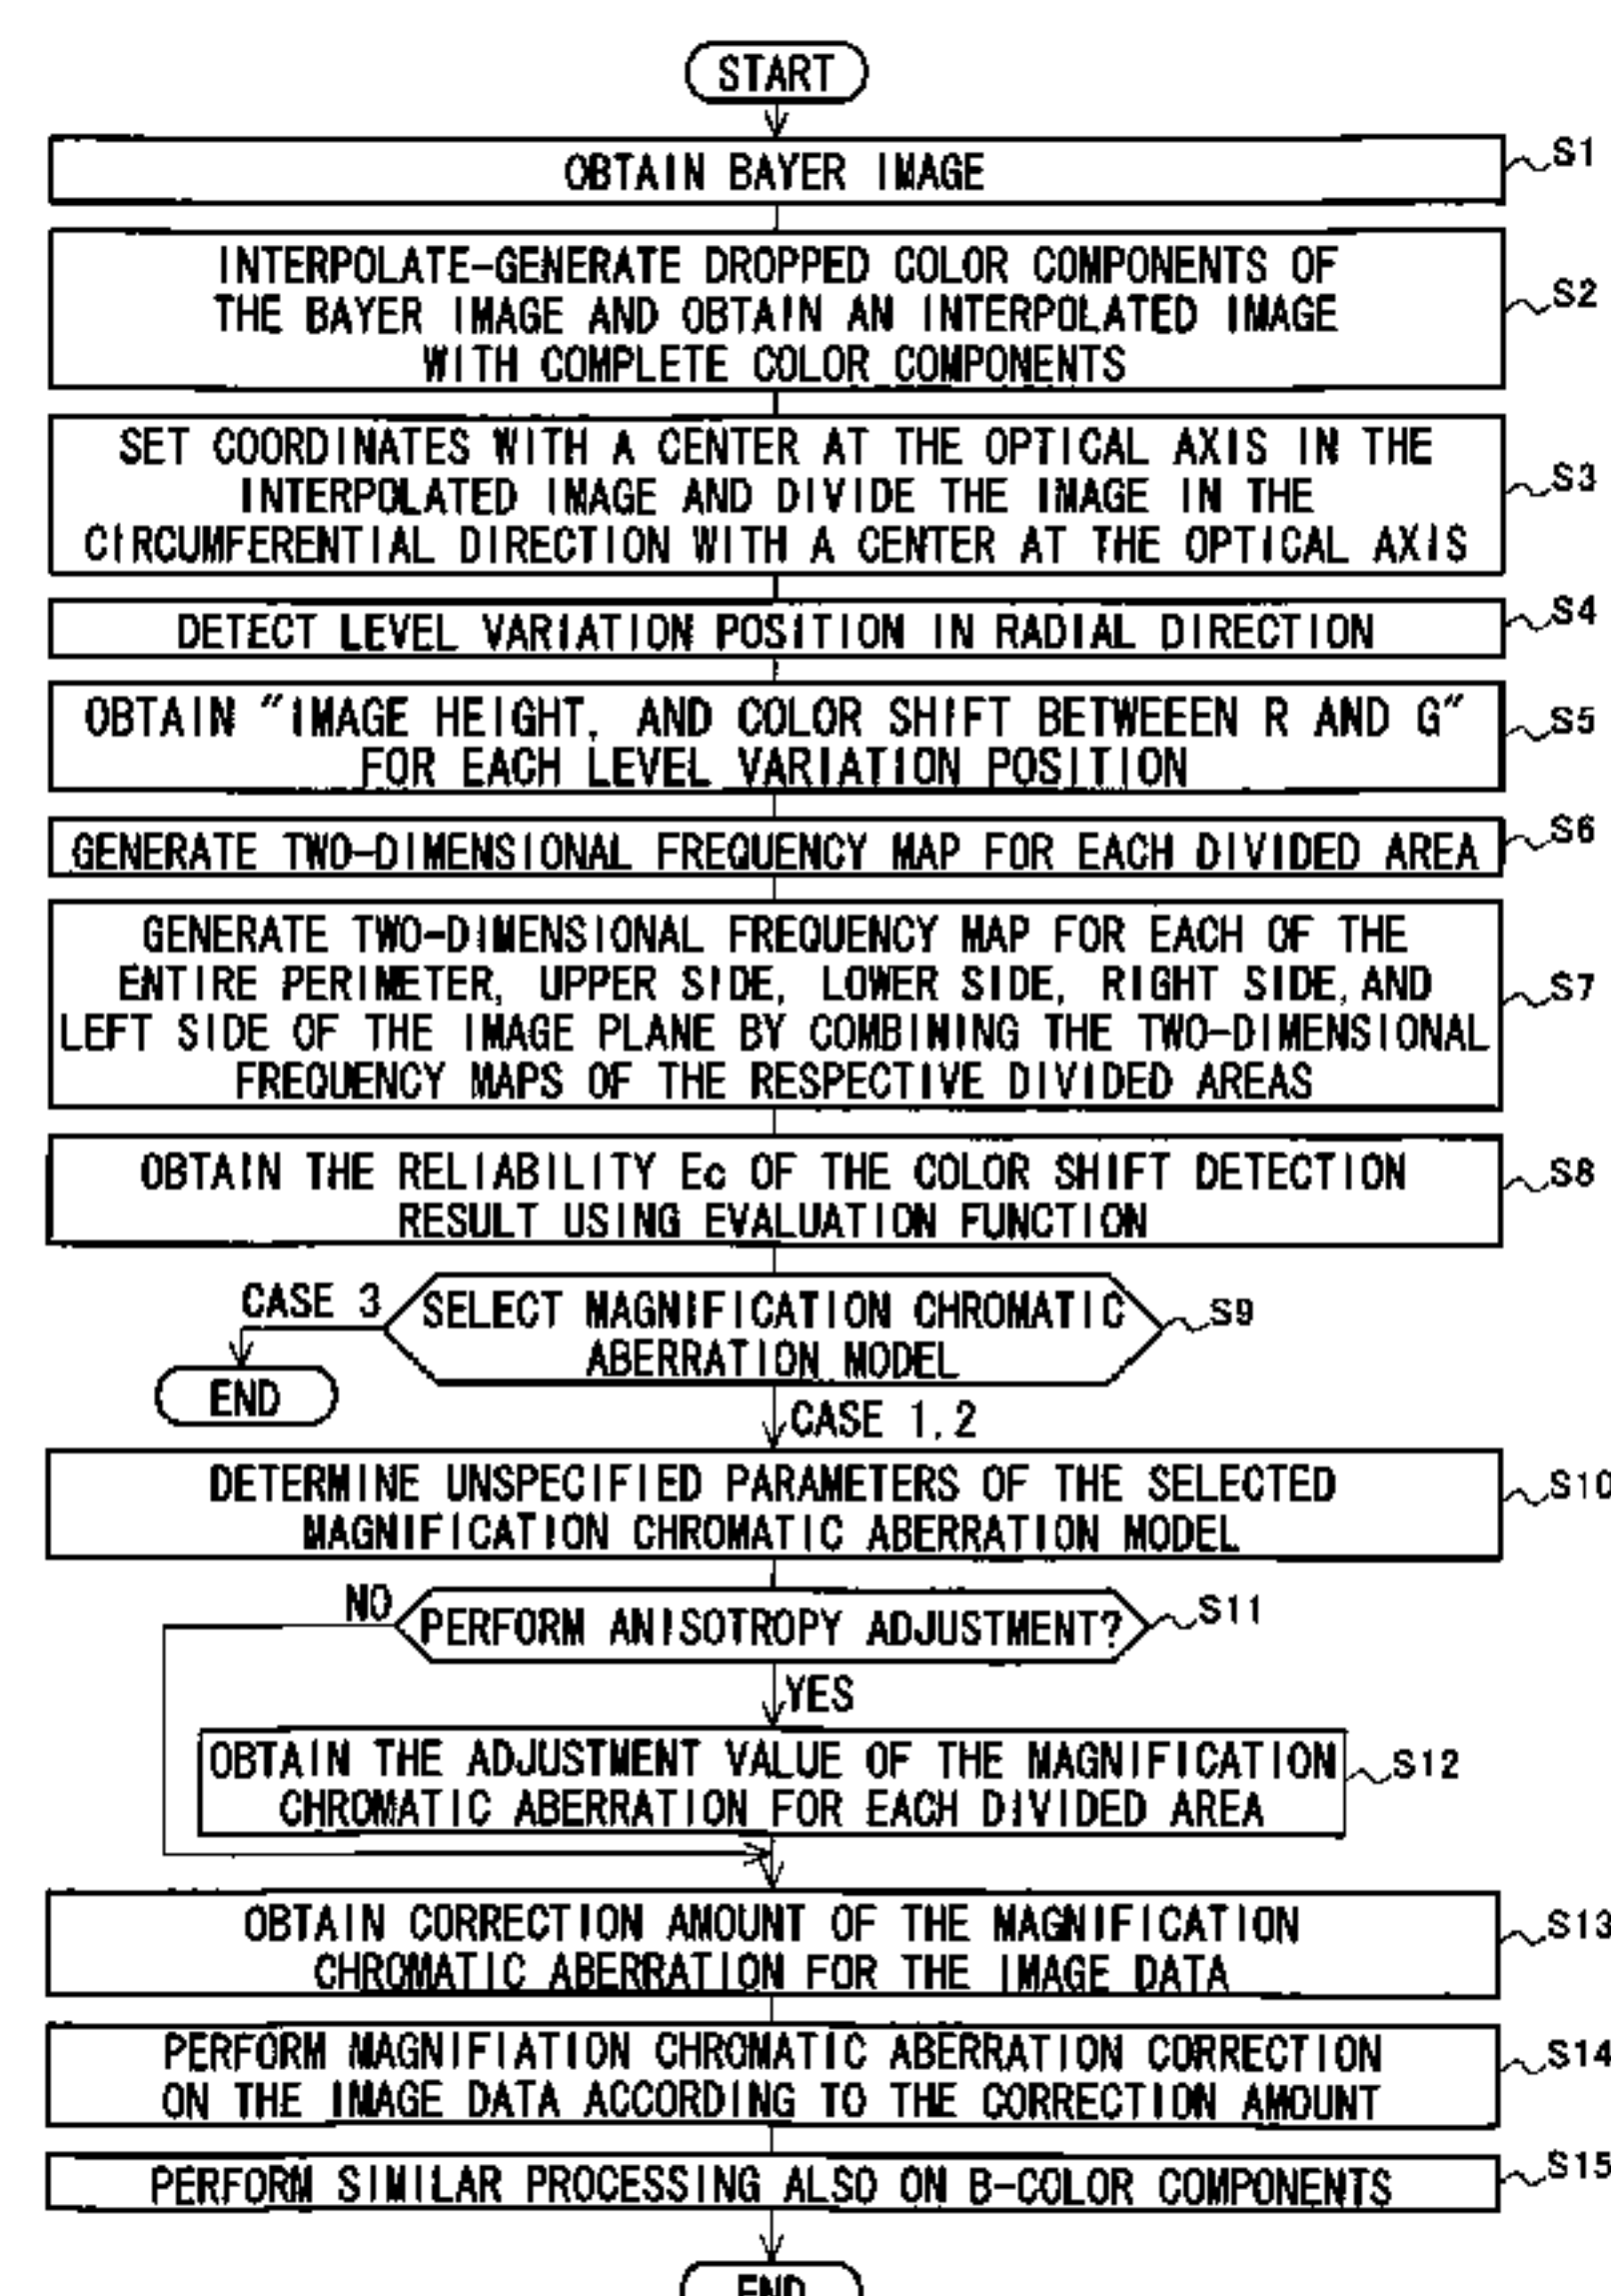 START
OBTAIN BAYER IMAGE
S1
INTERPOLATE-GENERATE DROPPED COLOR COMPONENTS OF
THE BAYER IMAGE AND OBTAIN AN INTERPOLATED IMAGE
WITH COMPLETE COLOR COMPONENTS
S2
SET COORDINATES WITH A CENTER AT THE OPTICAL AXIS IN THE
INTERPOLATED IMAGE AND DIVIDE THE IMAGE IN THE
CIRCUMFERENTIAL DIRECTION WITH A CENTER AT THE OPTICAL AXIS
S3
DETECT LEVEL VARIATION POSITION IN RADIAL DIRECTION
S4
OBTAIN "IMAGE HEIGHT, AND COLOR SHIFT BETWEEEN R AND G"
FOR EACH LEVEL VARIATION POSITION
S5
GENERATE TWO-DIMENSIONAL FREQUENCY MAP FOR EACH DIVIDED AREA
S6
GENERATE TWO-DIMENSIONAL FREQUENCY MAP FOR EACH OF THE
ENTIRE PERIMETER, UPPER SIDE, LOWER SIDE, RIGHT SIDE, AND
LEFT SIDE OF THE IMAGE PLANE BY COMBINING THE TWO-DIMENSIONAL
FREQUENCY MAPS OF THE RESPECTIVE DIVIDED AREAS
S7
OBTAIN THE RELIABILITY Ec OF THE COLOR SHIFT DETECTION
RESULT USING EVALUATION FUNCTION
S8
CASE 3
SELECT MAGNIFICATION CHROMATIC
ABERRATION MODEL
S9
END
CASE 1,2
DETERMINE UNSPECIFIED PARAMETERS OF THE SELECTED
MAGNIFICATION CHROMATIC ABERRATION MODEL
S10
NO
PERFORM ANISOTROPY ADJUSTMENT?
S11
YES
OBTAIN THE ADJUSTMENT VALUE OF THE MAGNIFICATION
CHROMATIC ABERRATION FOR EACH DIVIDED AREA
S12
OBTAIN CORRECTION AMOUNT OF THE MAGNIFICATION
CHROMATIC ABERRATION FOR THE IMAGE DATA
S13
PERFORM MAGNIFIATION CHROMATIC ABERRATION CORRECTION
ON THE IMAGE DATA ACCORDING TO THE CORRECTION AMOUNT
S14
PERFORM SIMILAR PROCESSING ALSO ON B-COLOR COMPONENTS
S15
END